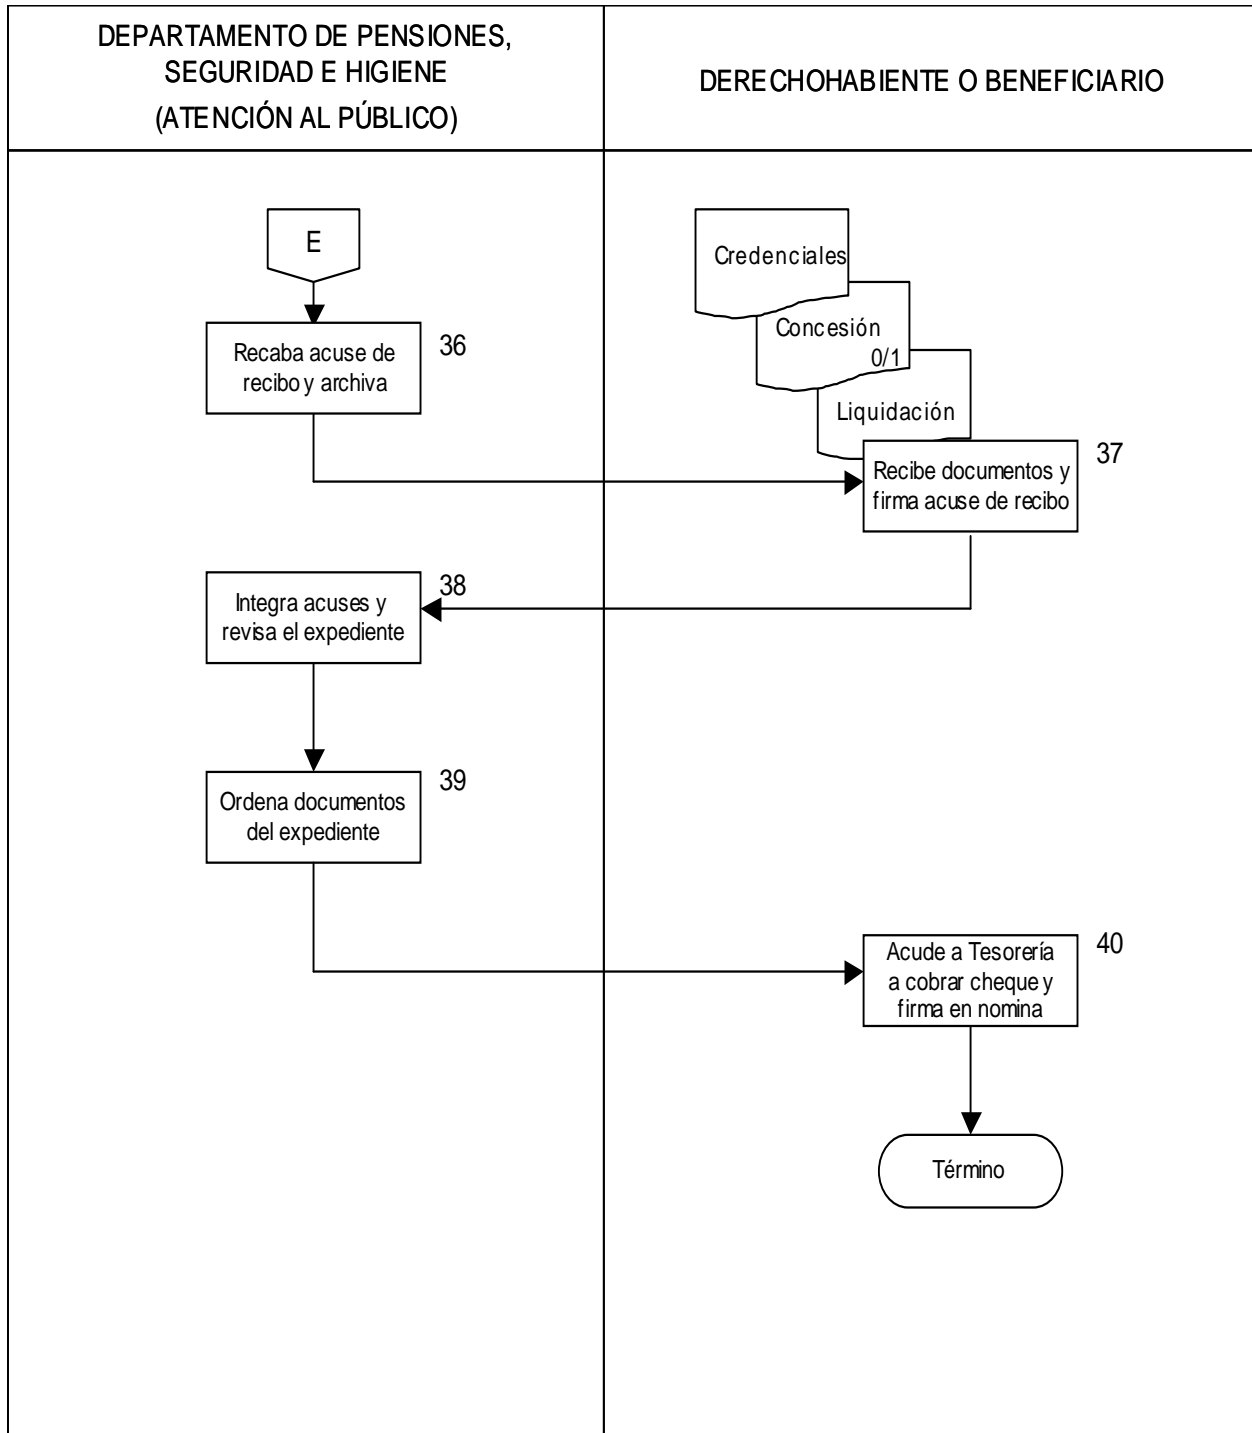 DEPARTAMENTO DE PENSIONES,
SEGURIDAD E HIGIENE
(ATENCIÓN AL PÚBLICO)
DERECHOHABIENTE O BENEFICIARIO
E
Credenciales
Concesión
0/1
Liquidación
Recaba acuse de
recibo y archiva
36
Recibe documentos y
firma acuse de recibo
37
Integra acuses y
revisa el expediente
38
Ordena documentos
del expediente
39
Acude a Tesorería
a cobrar cheque y
firma en nomina
40
Término